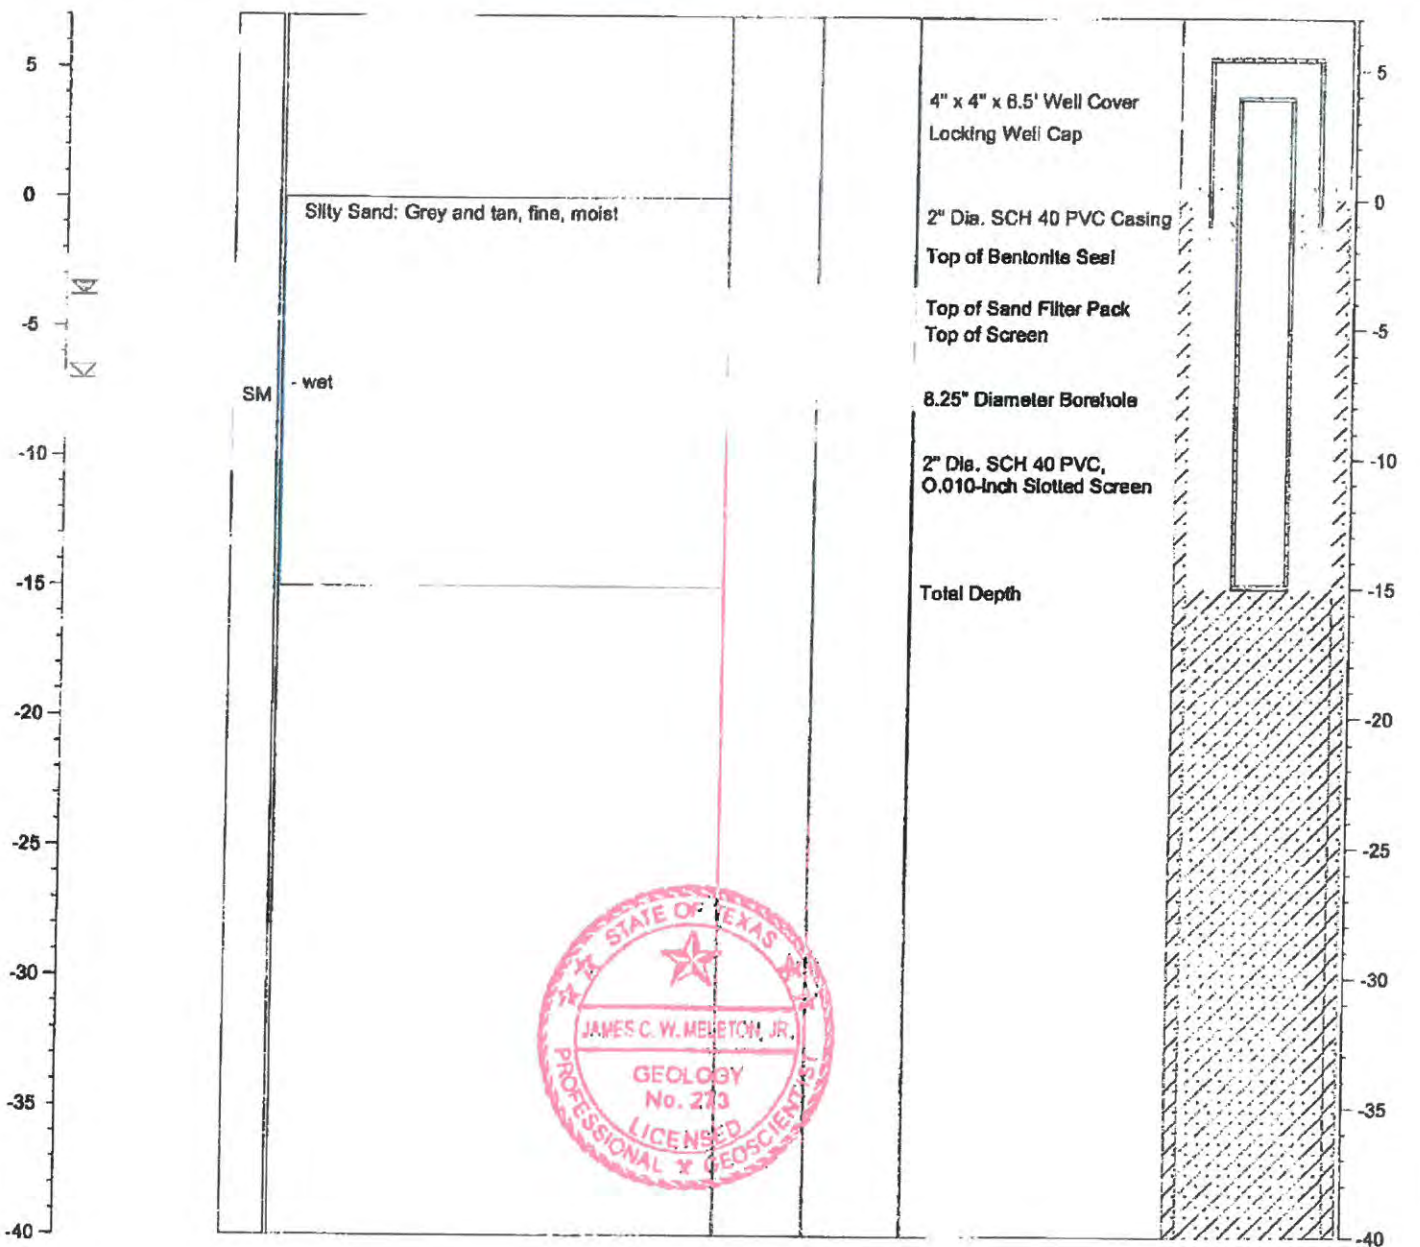 5
0
-5
-10
-15
-20
-25
-30
-35
-40
SM
Silty Sand: Grey and tan, fine, moist
- wet
4" x 4" x 6.5' Well Cover
Locking Well Cap
2" Dia. SCH 40 PVC Casing
Top of Bentonite Seal
Top of Sand Filter Pack
Top of Screen
8.25" Diameter Borehole
2" Dia. SCH 40 PVC,
0.010-Inch Slotted Screen
Total Depth
5
0
-5
-10
-15
-20
-25
-30
-35
-40
STATE OF TEXAS
JAMES C. W. MELETON, JR.
GEOLOGY
No. 273
LICENSED
PROFESSIONAL GEOSCIENTIST